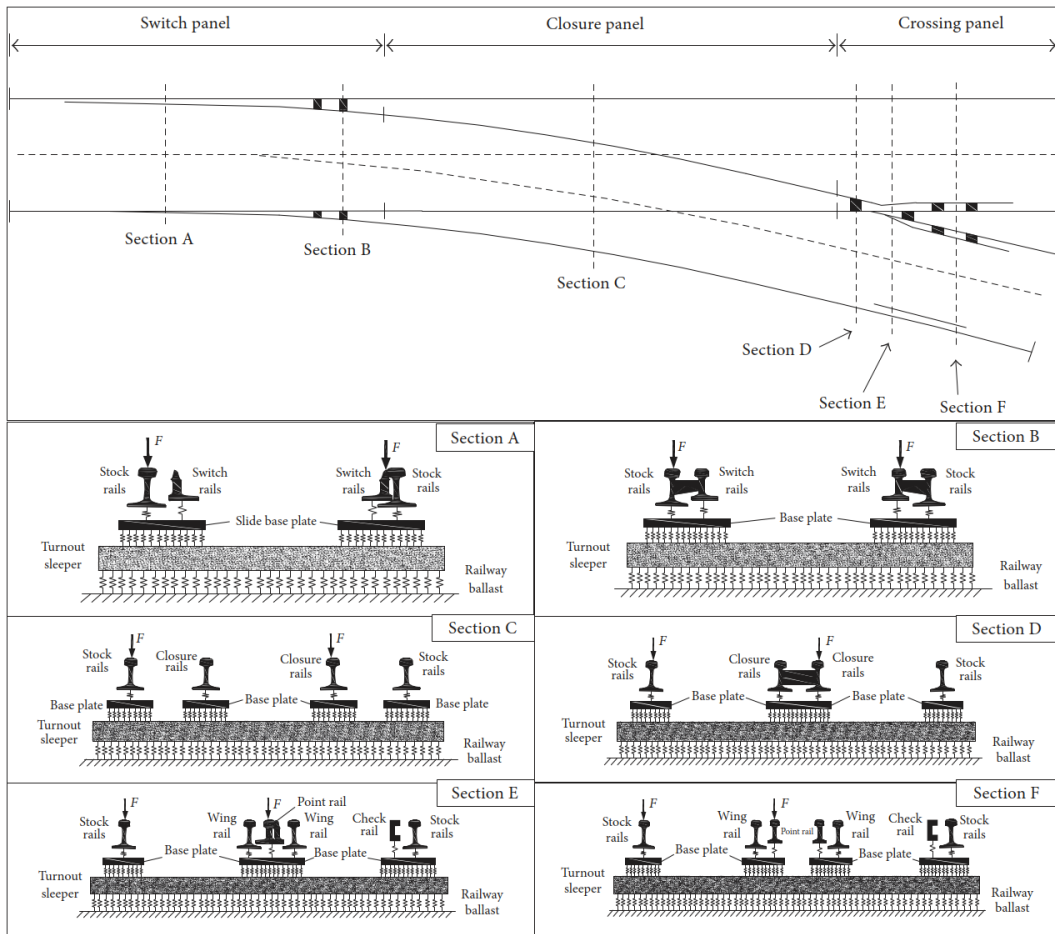 Switch panel
Closure panel
Crossing panel
Section A
Section B
Section C
Section D
Section E
Section F
Section A
F
F
Stock
rails
Switch
rails
Switch
rails
Stock
rails
Slide base plate
Turnout
sleeper
Railway
ballast
Section B
F
F
Stock
rails
Switch
rails
Switch
rails
Stock
rails
Base plate
Turnout
sleeper
Railway
ballast
Section C
F
F
Stock
rails
Closure
rails
Closure
rails
Stock
rails
Base plate
Base plate
Base plate
Turnout
sleeper
Railway
ballast
Section D
F
F
Stock
rails
Closure
rails
Closure
rails
Stock
rails
Base plate
Base plate
Turnout
sleeper
Railway
ballast
Section E
F
F
Point rail
Stock
rails
Wing
rail
Wing
rail
Check
rail
Stock
rails
Base plate
Base plate
Turnout
sleeper
Railway
ballast
Section F
F
F
Stock
rails
Wing
rail
Point rail
Wing
rail
Check
rail
Stock
rails
Base plate
Base plate
Turnout
sleeper
Railway
ballast